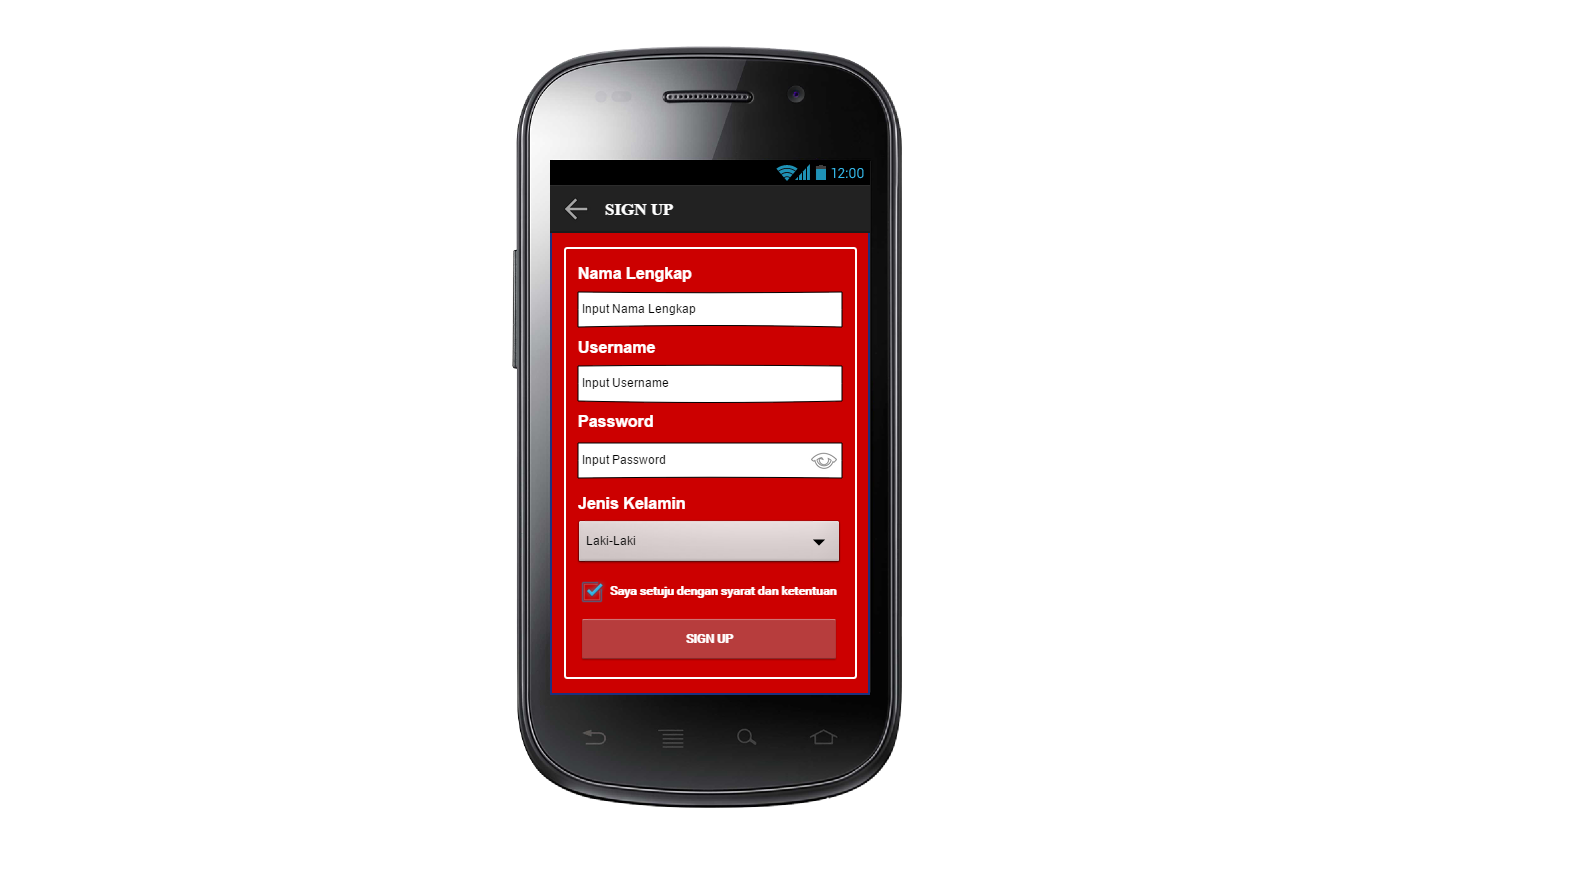 12:00
SIGN UP
Nama Lengkap
Input Nama Lengkap
Username
Input Username
Password
Input Password
Jenis Kelamin
Laki-Laki
Saya setuju dengan syarat dan ketentuan
SIGN UP